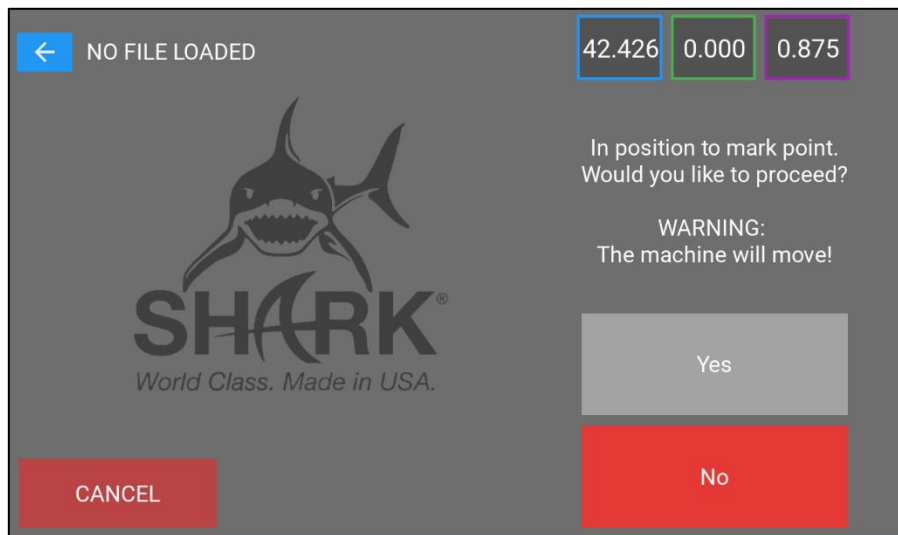 NO FILE LOADED
42.426 0.000 0.875
In position to mark point.
Would you like to proceed?
WARNING:
The machine will move!
SHARK®
World Class. Made in USA.
Yes
No
CANCEL